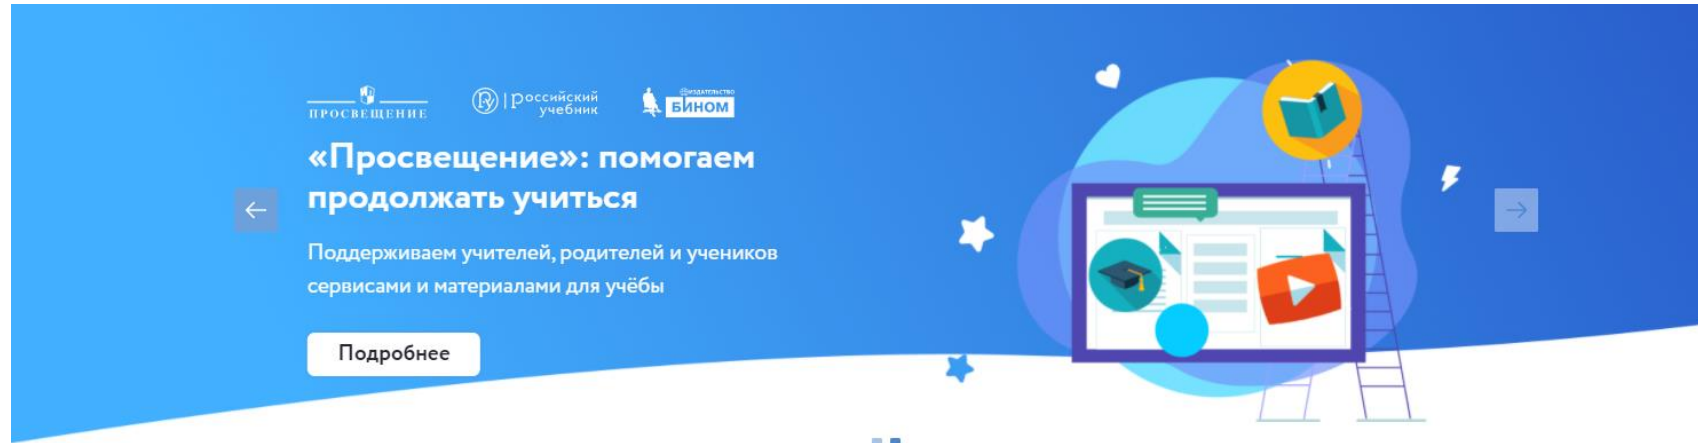 ПРОСВЕЩЕНИЕ
российский
учебник
издательство
БИНОМ
«Просвещение»: помогаем
продолжать учиться
Поддерживаем учителей, родителей и учеников
сервисами и материалами для учёбы
Подробнее